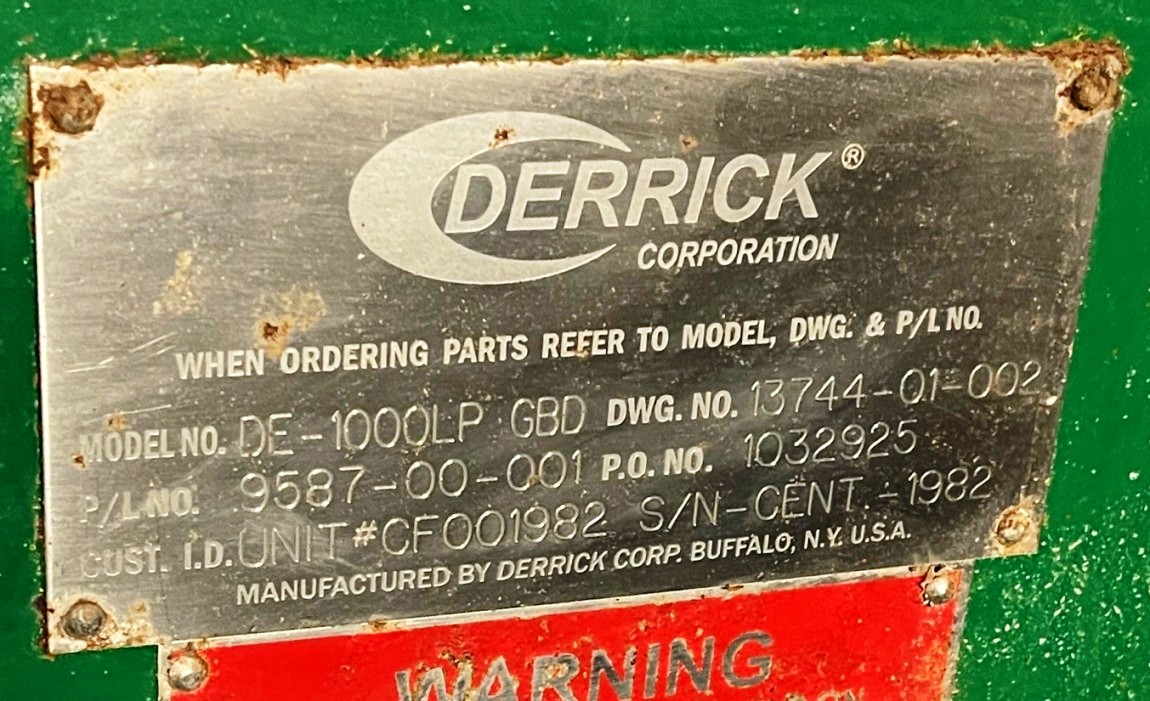 DERRICK®
CORPORATION
WHEN ORDERING PARTS REFER TO MODEL, DWG. & P/L NO.
MODEL NO. DE-1000LP GBD DWG. NO. 13744-01-002
P/L NO. 9587-00-001 P.O. NO. 1032925
CUST. I.D. UNIT#CF001982 S/N-CENT.-1982
MANUFACTURED BY DERRICK CORP. BUFFALO, N.Y. U.S.A.
WARNING